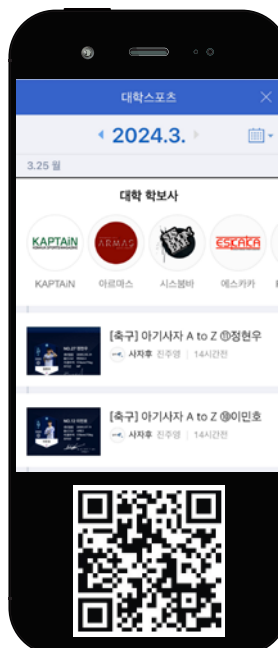 대학스포츠
2024.3.
3.25 월
대학 학보사
KAPTAiN
ARMAS
ESKAKA
KAPTAiN 아르마스 시스붐바 에스카카
[축구] 아기사자 A to Z ⑪정현우
사자후 진주영 | 14시간전
[축구] 아기사자 A to Z ⑩이민호
사자후 진주영 | 14시간전